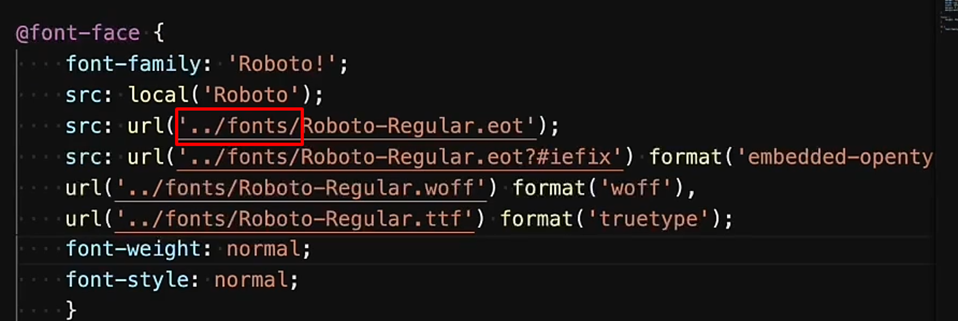 @font-face {
font-family: 'Roboto!';
src: local('Roboto');
src: url('../fonts/Roboto-Regular.eot');
src: url('../fonts/Roboto-Regular.eot?#iefix') format('embedded-openty
url('../fonts/Roboto-Regular.woff') format('woff'),
url('../fonts/Roboto-Regular.ttf') format('truetype');
font-weight: normal;
font-style: normal;
}